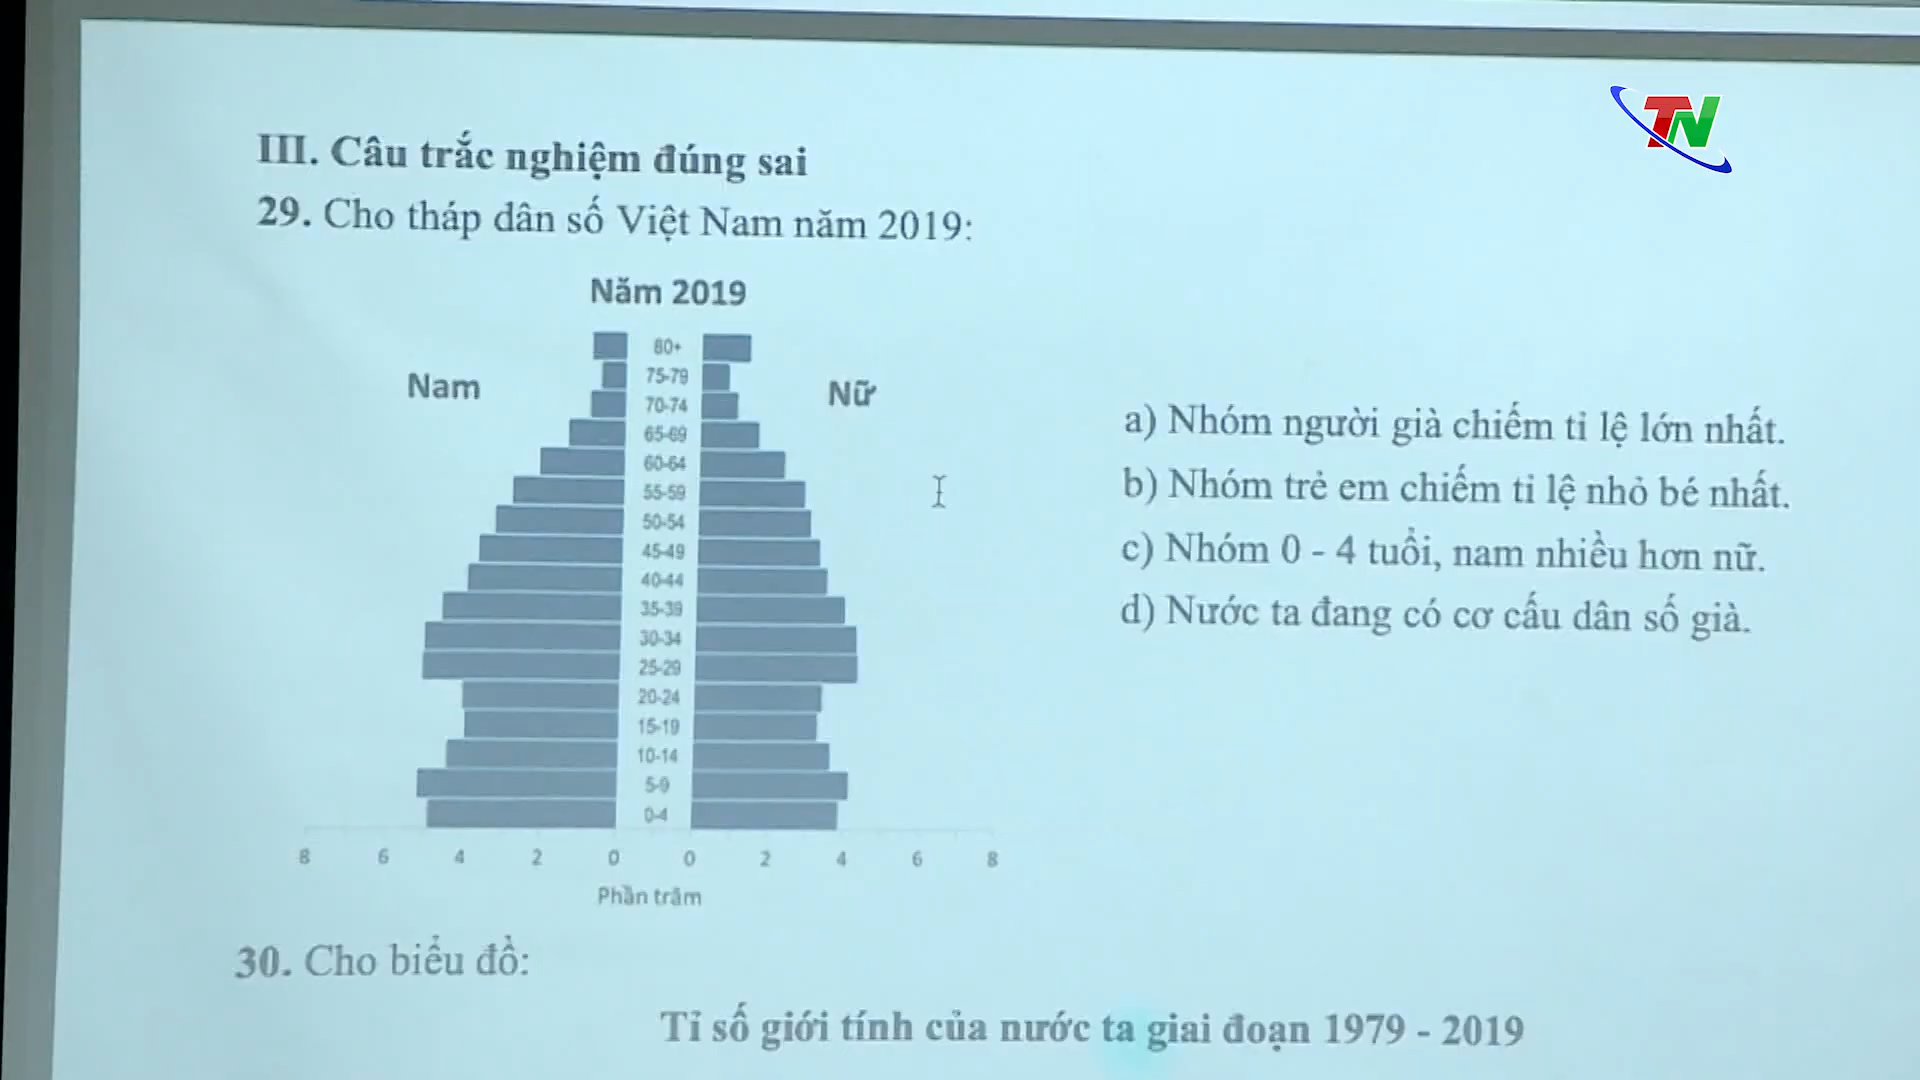 TN
III. Câu trắc nghiệm đúng sai
29. Cho tháp dân số Việt Nam năm 2019:
Năm 2019
Nam
Nữ
80+
75-79
70-74
65-69
60-64
55-59
50-54
45-49
40-44
35-39
30-34
25-29
20-24
15-19
10-14
5-9
0-4
8 6 4 2 0 0 2 4 6 8
Phần trăm
a) Nhóm người già chiếm tỉ lệ lớn nhất.
b) Nhóm trẻ em chiếm tỉ lệ nhỏ bé nhất.
c) Nhóm 0 - 4 tuổi, nam nhiều hơn nữ.
d) Nước ta đang có cơ cấu dân số già.
30. Cho biểu đồ:
Tỉ số giới tính của nước ta giai đoạn 1979 - 2019